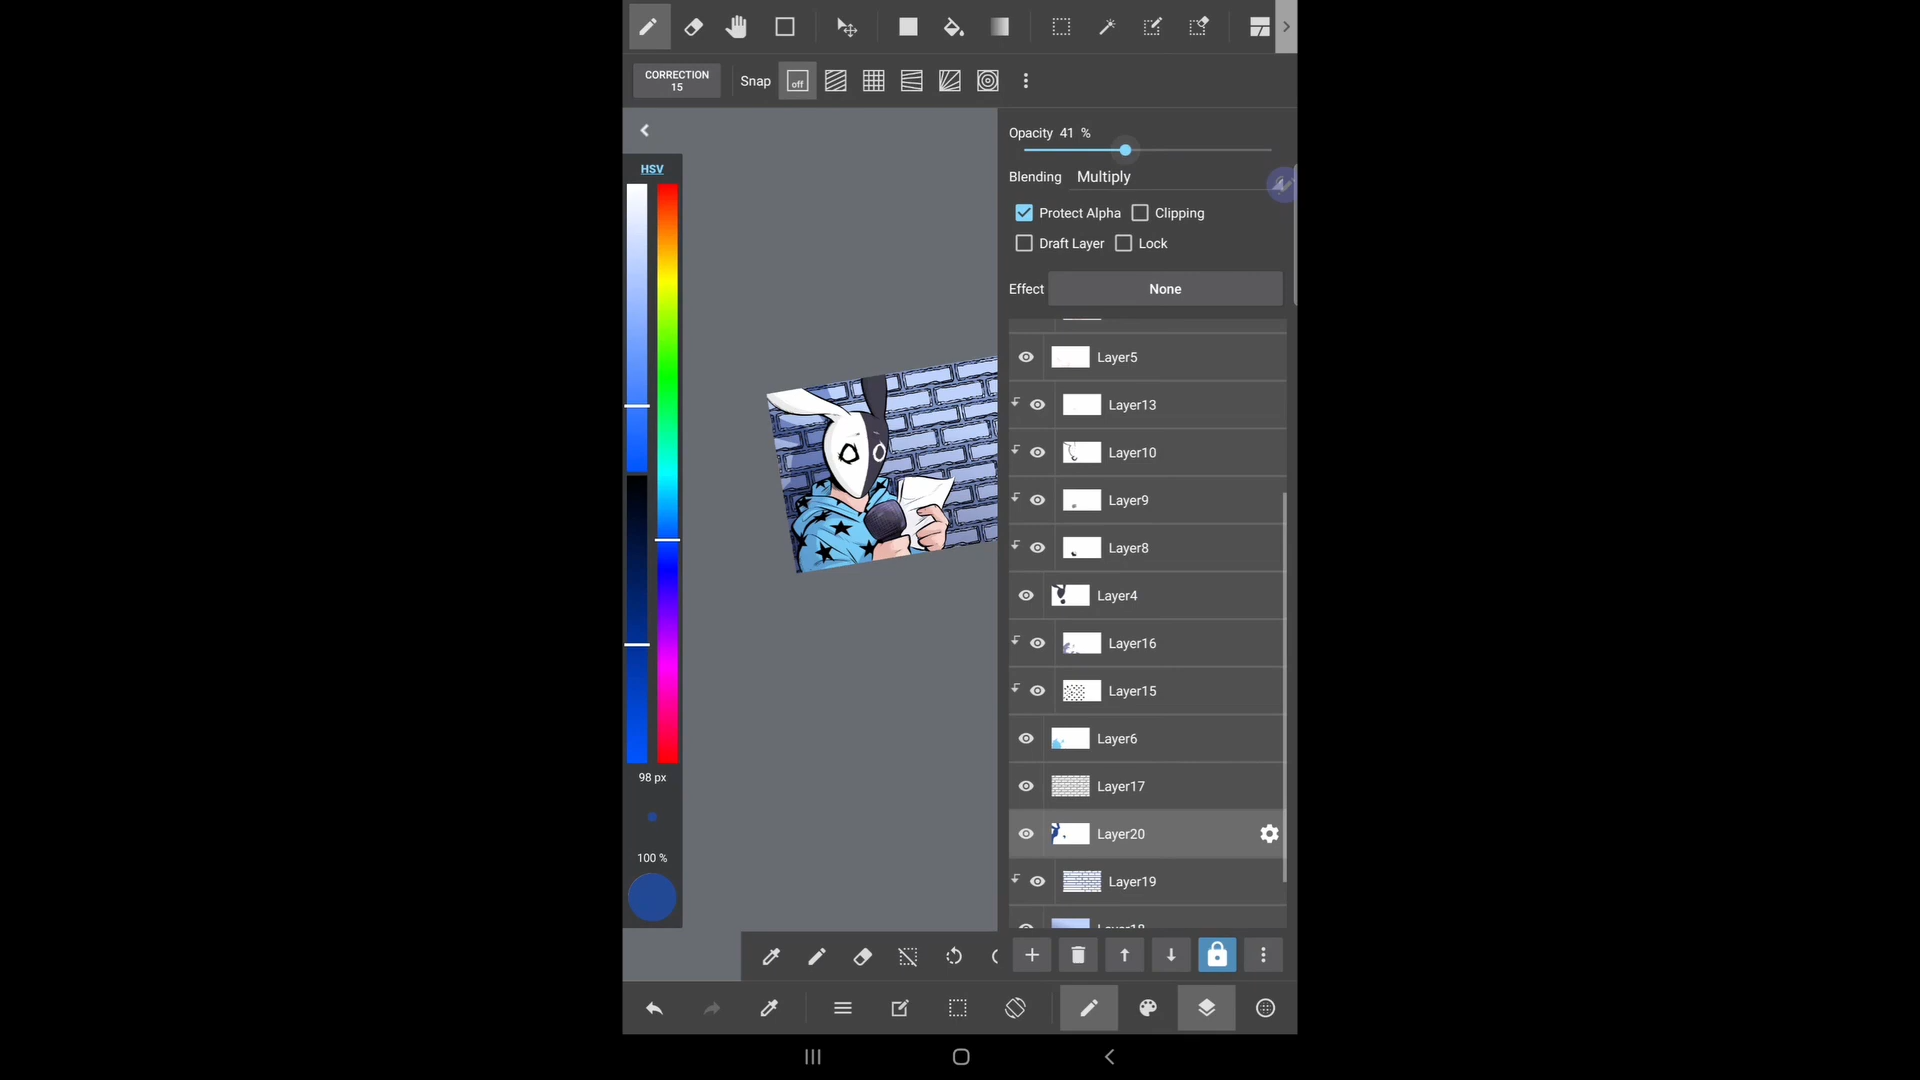 CORRECTION
15
Snap
off
Opacity 41 %
HSV
Blending Multiply
Protect Alpha Clipping
Draft Layer Lock
Effect None
Layer5
Layer13
Layer10
Layer9
Layer8
Layer4
Layer16
Layer15
Layer6
Layer17
98 px
Layer20
100 %
Layer19
Layer18